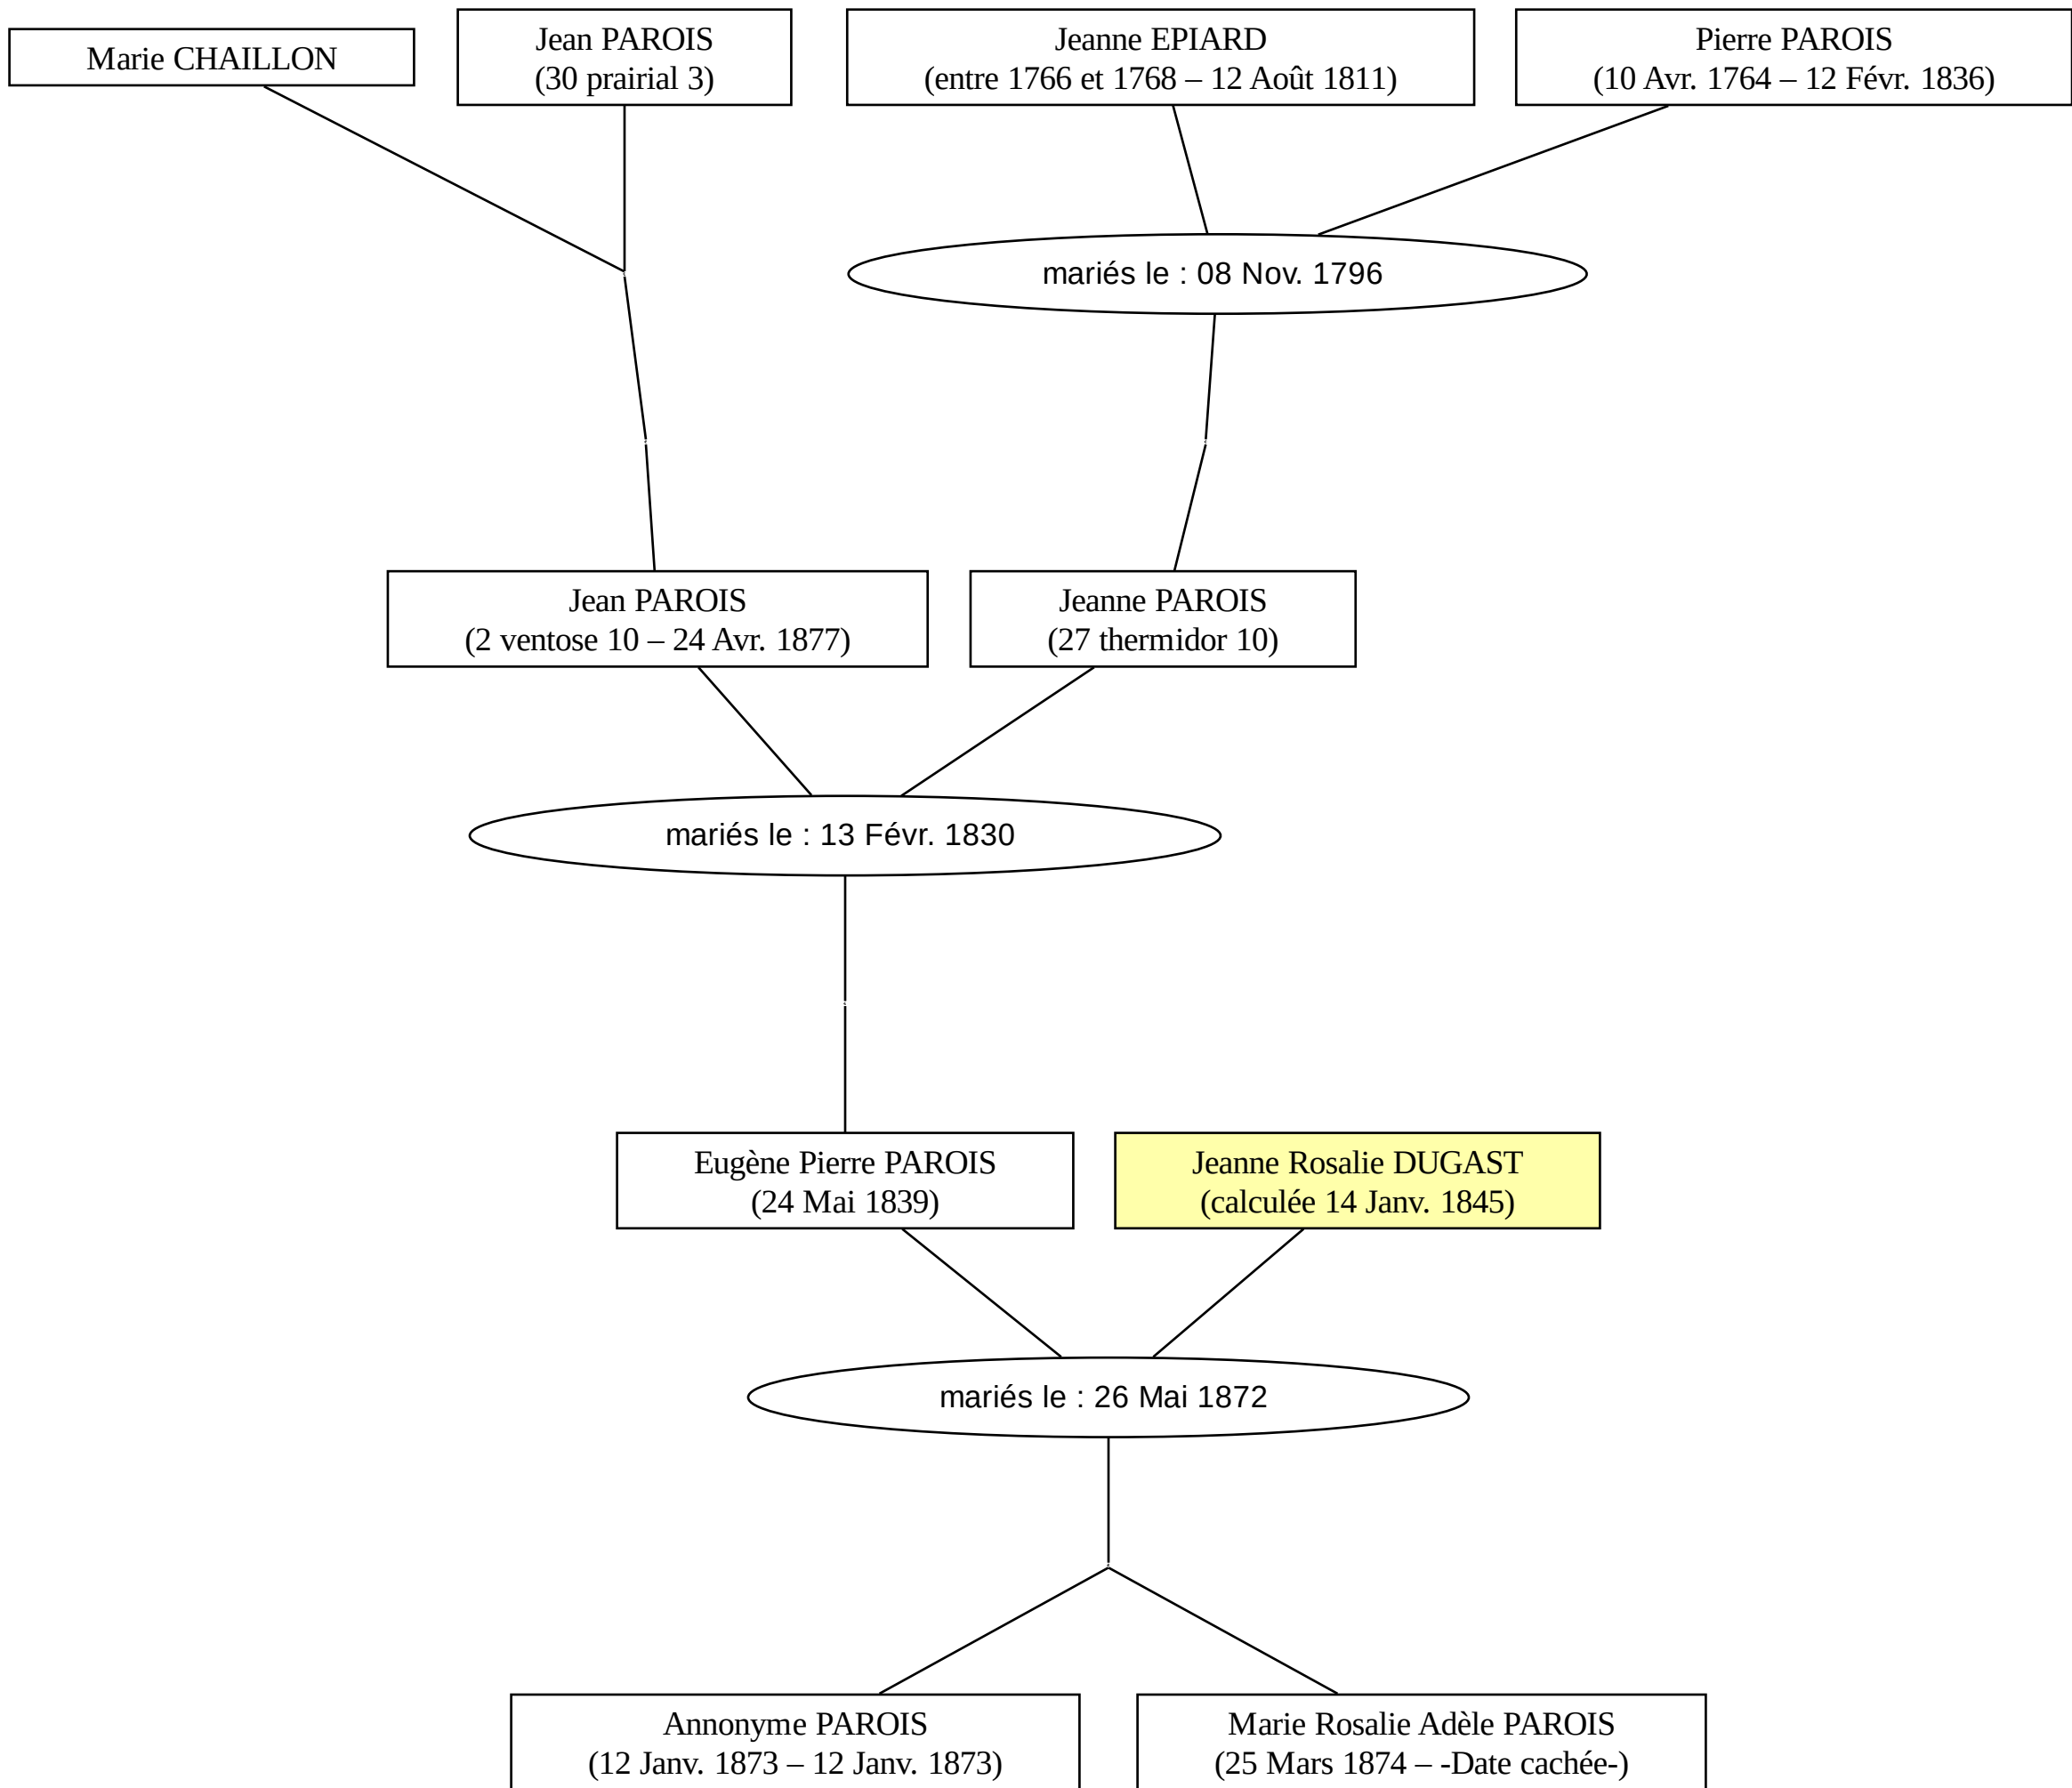 Marie CHAILLON
Jean PAROIS
(30 prairial 3)
Jeanne EPIARD
(entre 1766 et 1768 – 12 Août 1811)
Pierre PAROIS
(10 Avr. 1764 – 12 Févr. 1836)
mariés le : 08 Nov. 1796
Jean PAROIS
(2 ventose 10 – 24 Avr. 1877)
Jeanne PAROIS
(27 thermidor 10)
mariés le : 13 Févr. 1830
Eugène Pierre PAROIS
(24 Mai 1839)
Jeanne Rosalie DUGAST
(calculée 14 Janv. 1845)
mariés le : 26 Mai 1872
Annonyme PAROIS
(12 Janv. 1873 – 12 Janv. 1873)
Marie Rosalie Adèle PAROIS
(25 Mars 1874 – -Date cachée-)